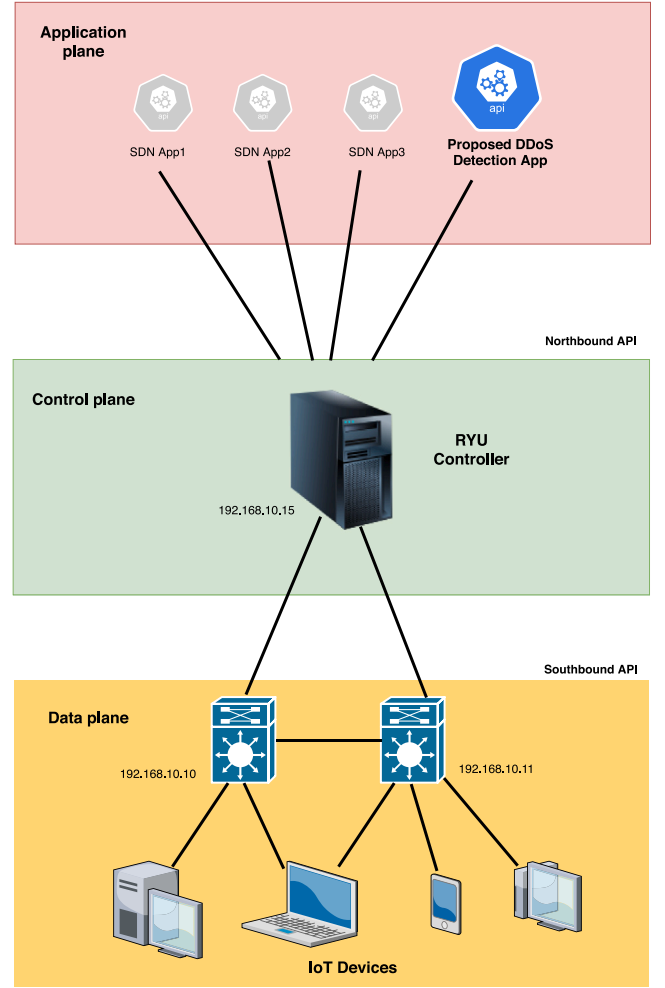 Application
plane
api
api
api
api
SDN App1
SDN App2
SDN App3
Proposed DDoS
Detection App
Northbound API
Control plane
RYU
Controller
192.168.10.15
Southbound API
Data plane
192.168.10.10
192.168.10.11
IoT Devices